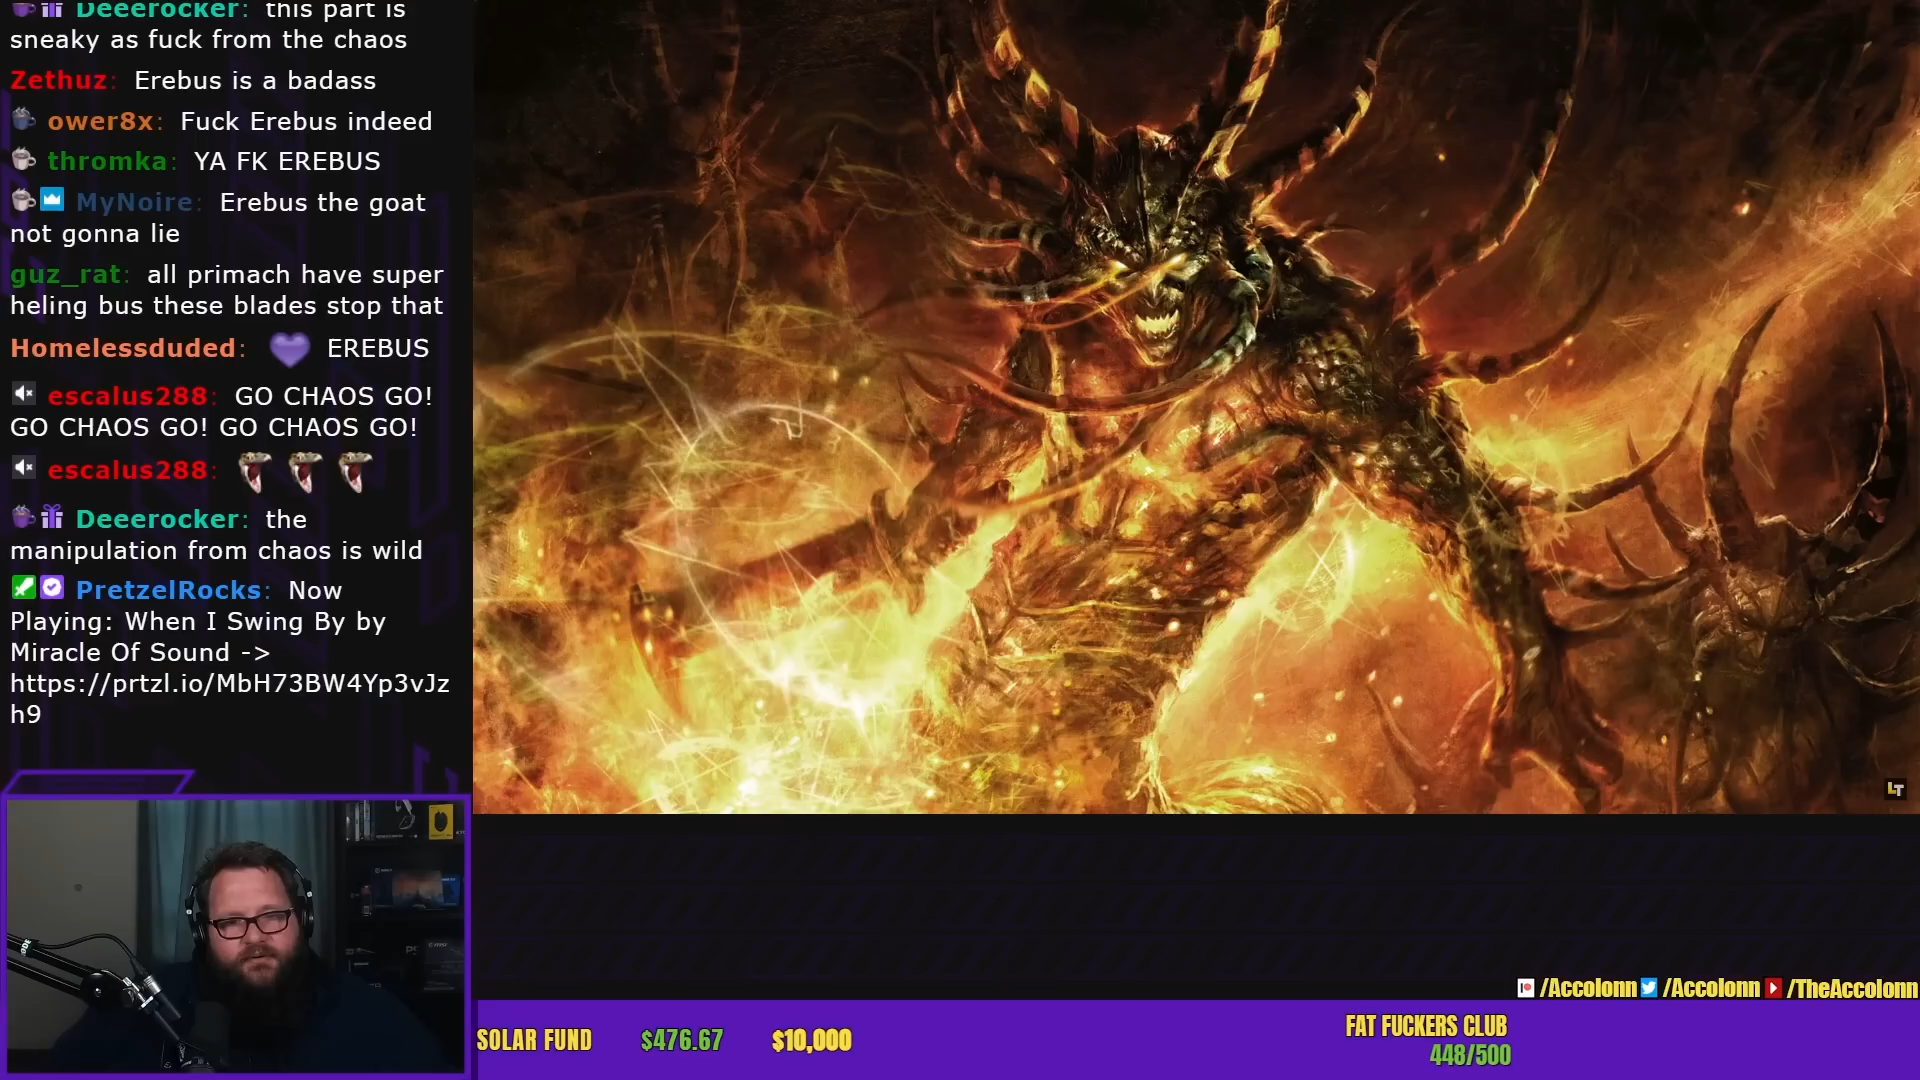 Deeerocker: this part is
sneaky as fuck from the chaos
Zethuz: Erebus is a badass
ower8x: Fuck Erebus indeed
thromka: YA FK EREBUS
MyNoire: Erebus the goat
not gonna lie
guz_rat: all primach have super
heling bus these blades stop that
Homelessduded: EREBUS
escalus288: GO CHAOS GO!
GO CHAOS GO! GO CHAOS GO!
escalus288:
Deeerocker: the
manipulation from chaos is wild
PretzelRocks: Now
Playing: When I Swing By by
Miracle Of Sound ->
https://prtzl.io/MbH73BW4Yp3vJz
h9
LT
/Accolonn /Accolonn /TheAccolonn
SOLAR FUND $476.67 $10,000
FAT FUCKERS CLUB
448/500